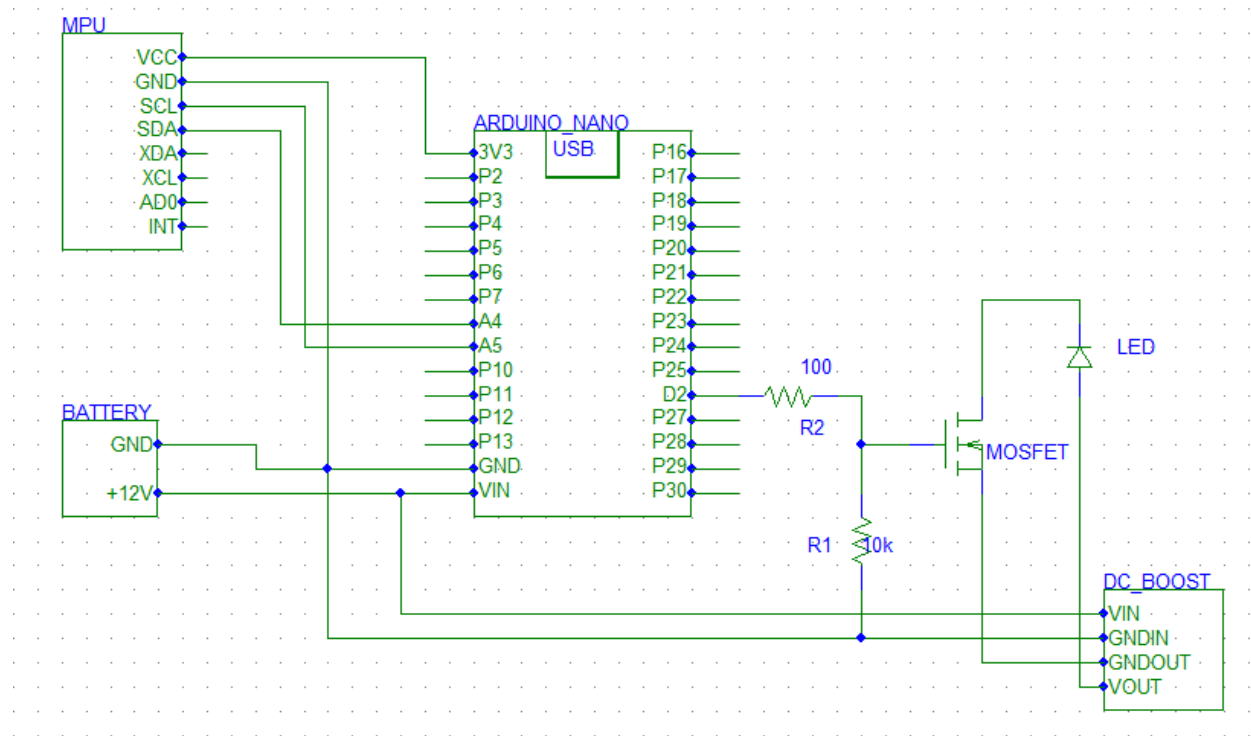 MPU
VCC
GND
SCL
SDA
XDA
XCL
AD0
INT
ARDUINO_NANO
USB
3V3
P2
P3
P4
P5
P6
P7
A4
A5
P10
P11
P12
P13
GND
VIN
P16
P17
P18
P19
P20
P21
P22
P23
P24
P25
D2
P27
P28
P29
P30
BATTERY
GND
+12V
100
R2
R1
10k
MOSFET
LED
DC_BOOST
VIN
GNDIN
GNDOUT
VOUT